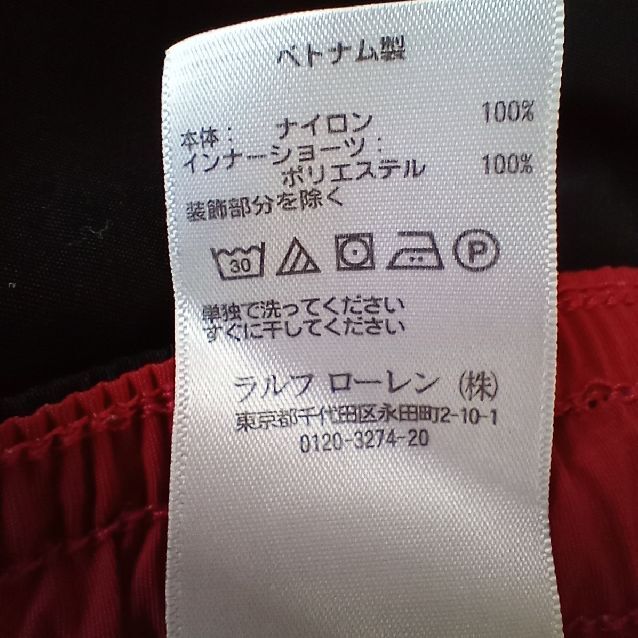 ベトナム製
本体： ナイロン 100%
インナーショーツ：
ポリエステル 100%
装飾部分を除く
30 P
単独で洗ってください
すぐに干してください
ラルフ ローレン (株)
東京都千代田区永田町2-10-1
0120-3274-20